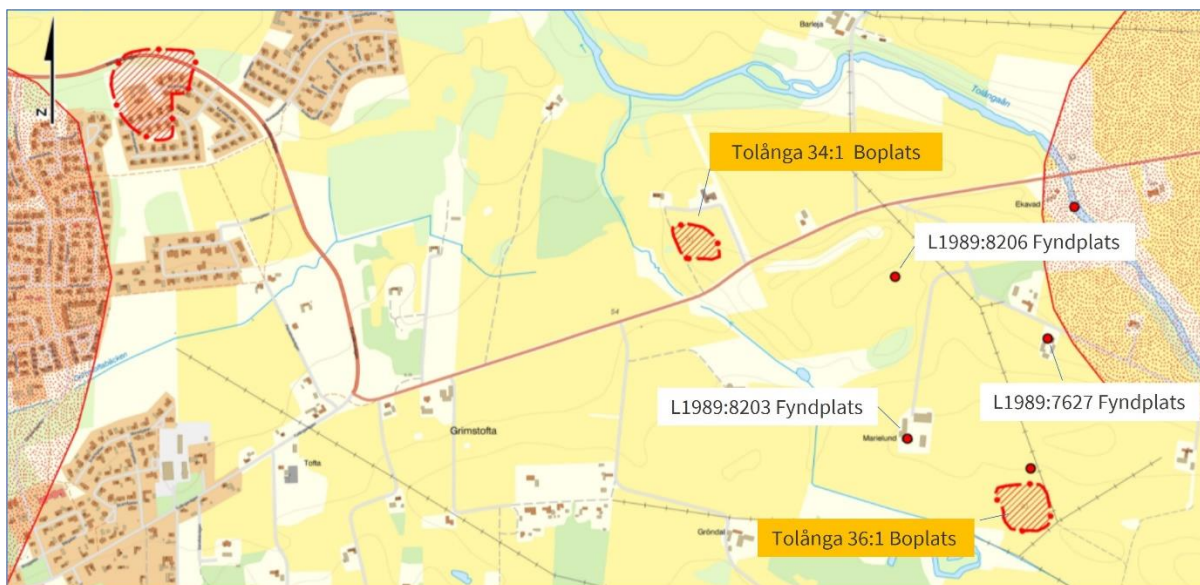 N
Barleja
Tolångaån
Tolånga 34:1 Boplats
Ekavad
L1989:8206 Fyndplats
54
L1989:8203 Fyndplats
L1989:7627 Fyndplats
Grimstofta
Marielund
Tofta
Gröndal
Tolånga 36:1 Boplats